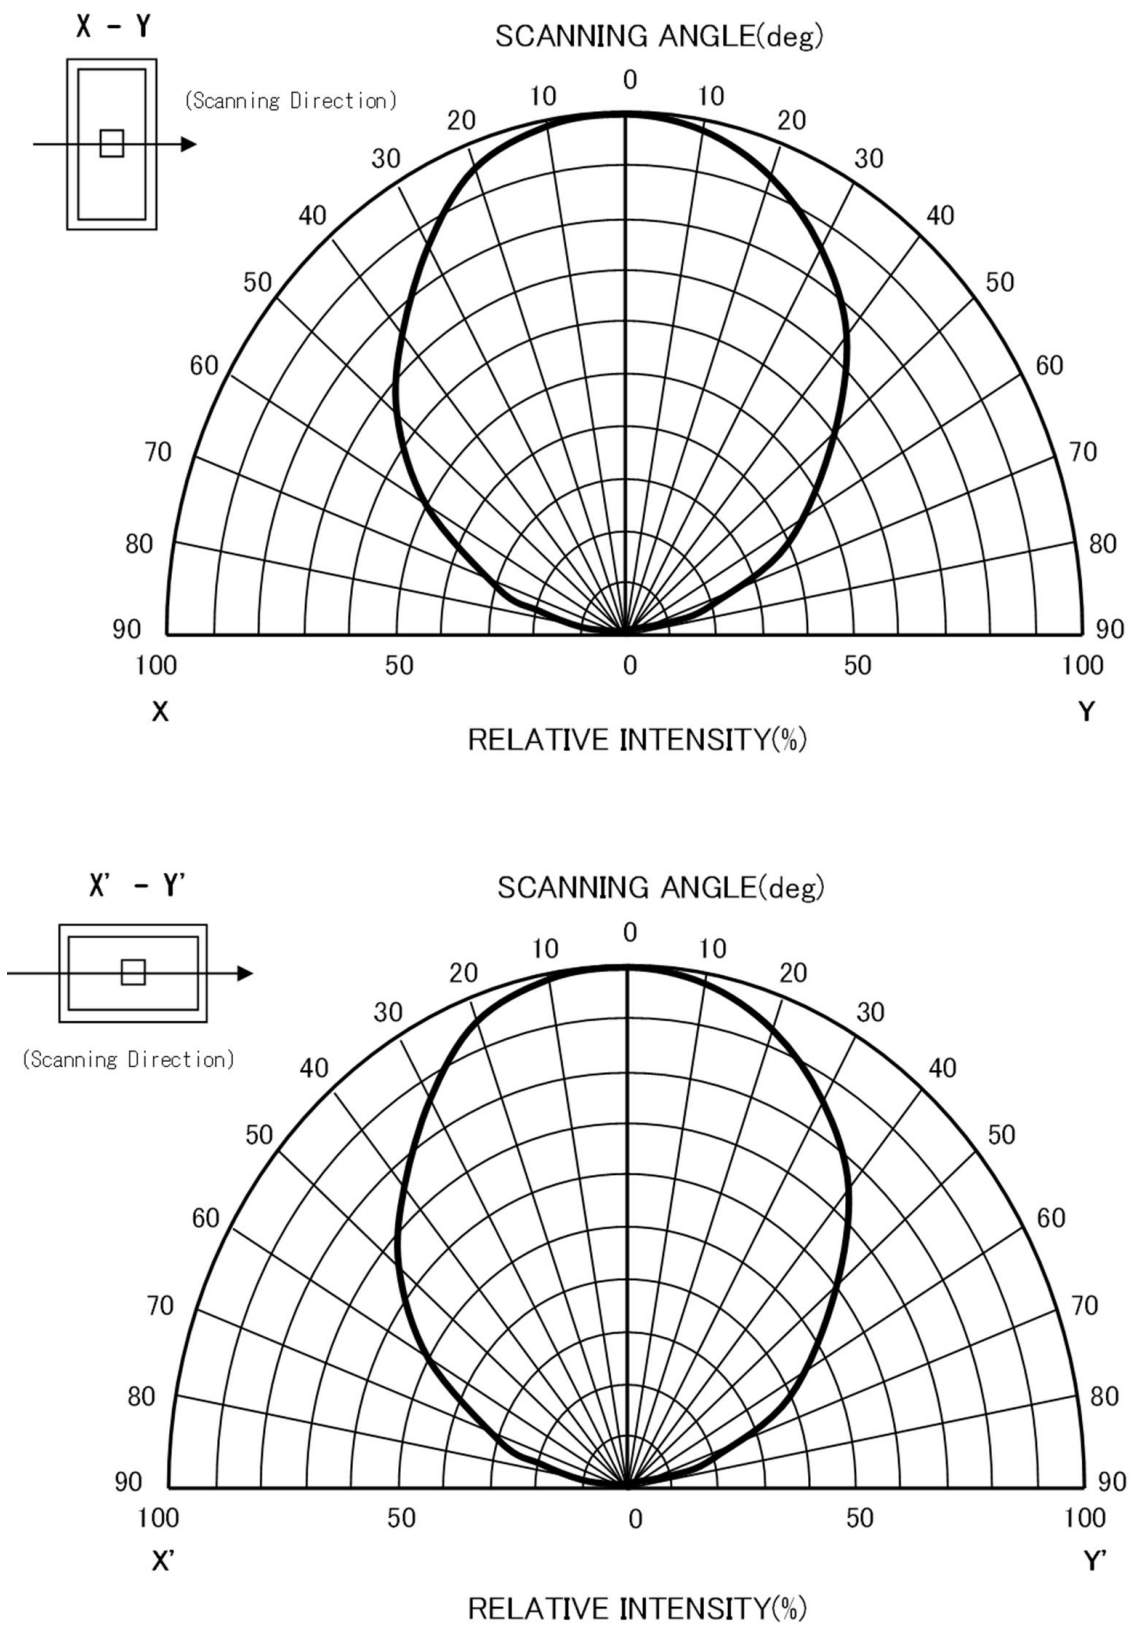 X - Y
SCANNING ANGLE(deg)
(Scanning Direction)
0
10 10
20 20
30 30
40 40
50 50
60 60
70 70
80 80
90 90
100 50 0 50 100
X Y
RELATIVE INTENSITY(%)
X' - Y'
SCANNING ANGLE(deg)
0
10 10
20 20
30 30
(Scanning Direction)
40 40
50 50
60 60
70 70
80 80
90 90
100 50 0 50 100
X' Y'
RELATIVE INTENSITY(%)